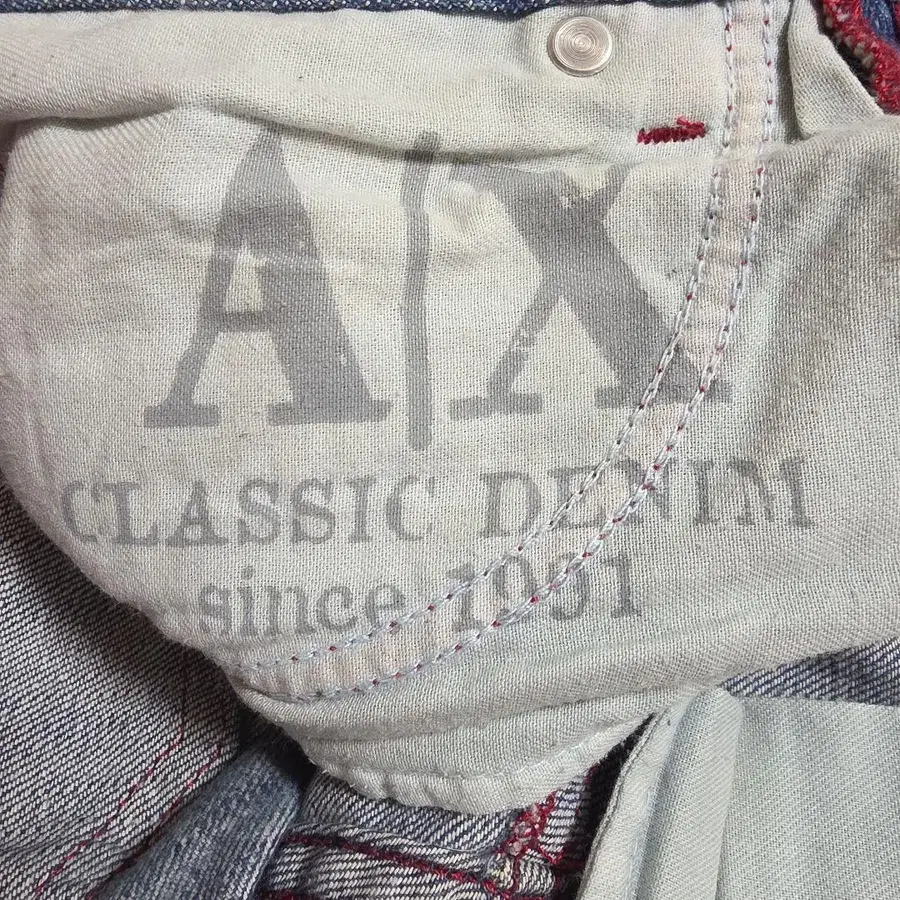 A|X
CLASSIC DENIM
since 1991